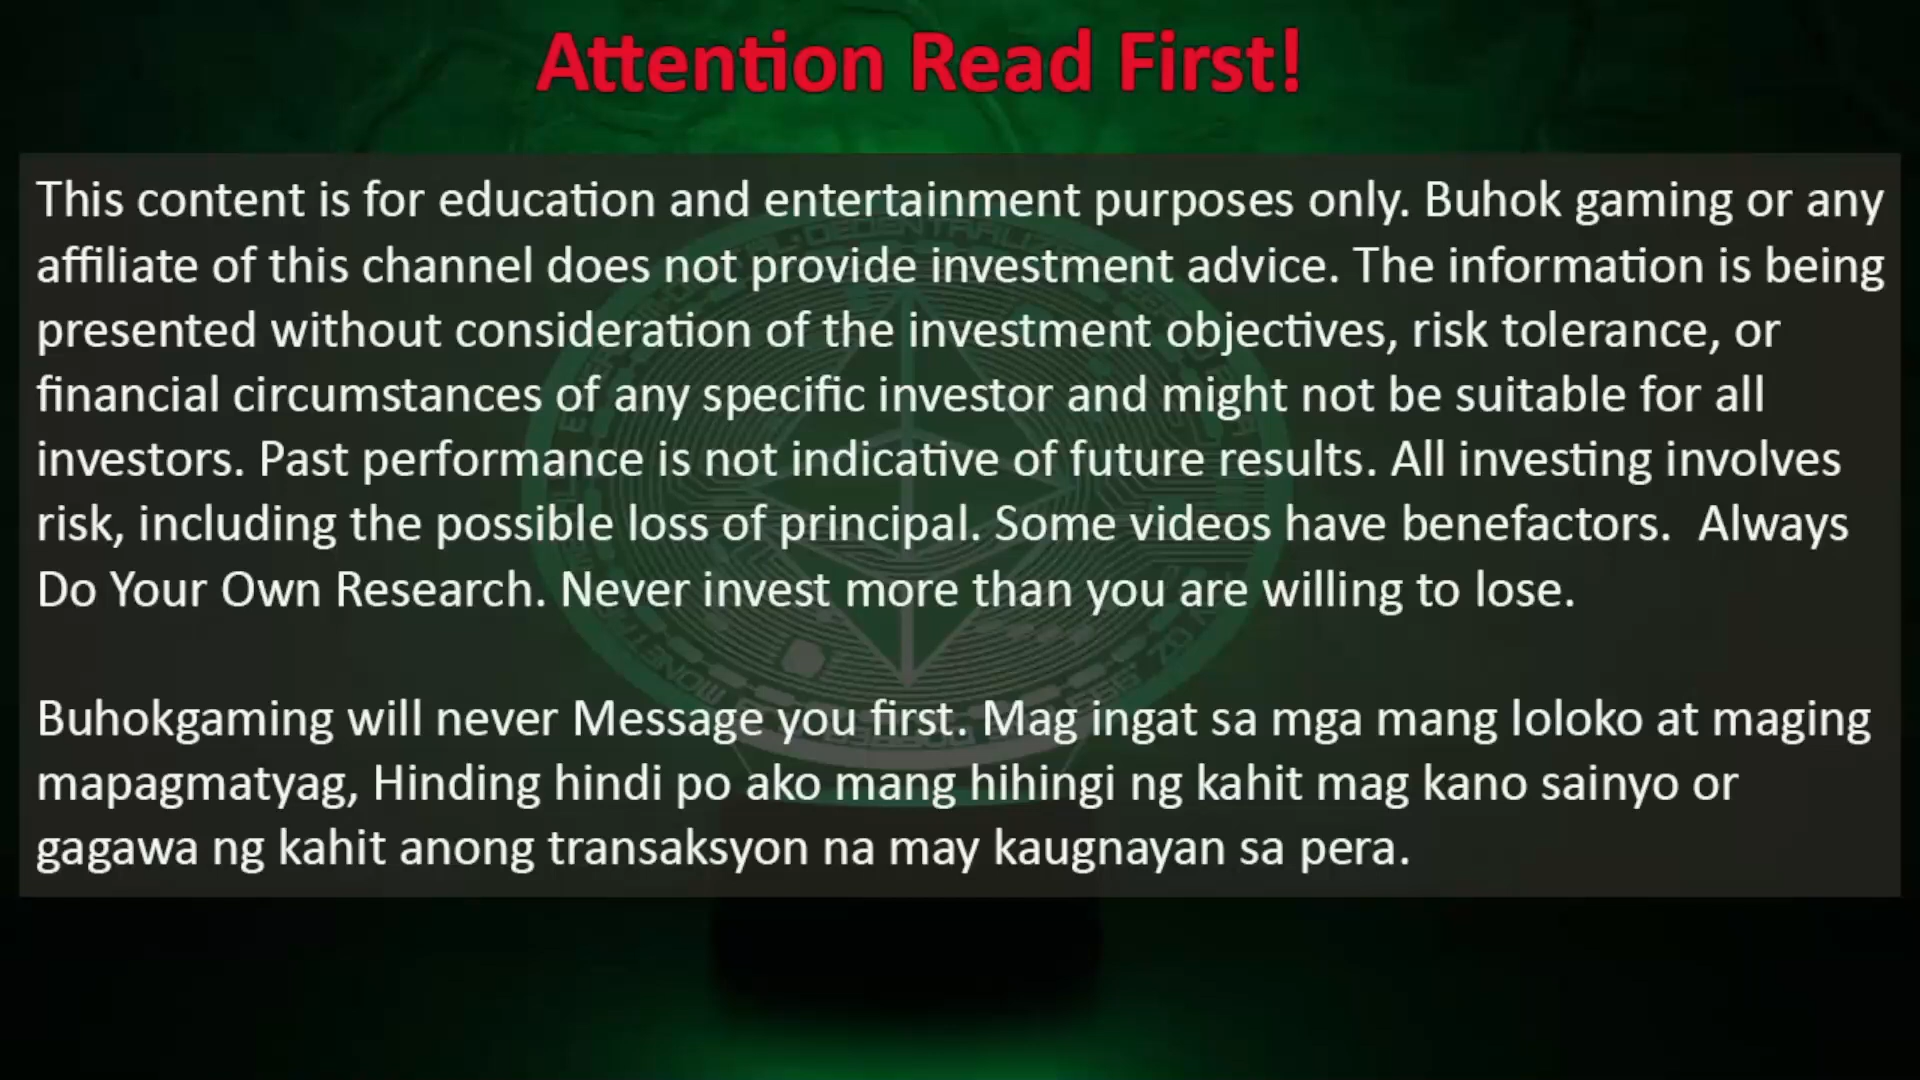 Attention Read First!
This content is for education and entertainment purposes only. Buhok gaming or any
affiliate of this channel does not provide investment advice. The information is being
presented without consideration of the investment objectives, risk tolerance, or
financial circumstances of any specific investor and might not be suitable for all
investors. Past performance is not indicative of future results. All investing involves
risk, including the possible loss of principal. Some videos have benefactors.  Always
Do Your Own Research. Never invest more than you are willing to lose.
Buhokgaming will never Message you first. Mag ingat sa mga mang loloko at maging
mapagmatyag, Hinding hindi po ako mang hihingi ng kahit mag kano sainyo or
gagawa ng kahit anong transaksyon na may kaugnayan sa pera.